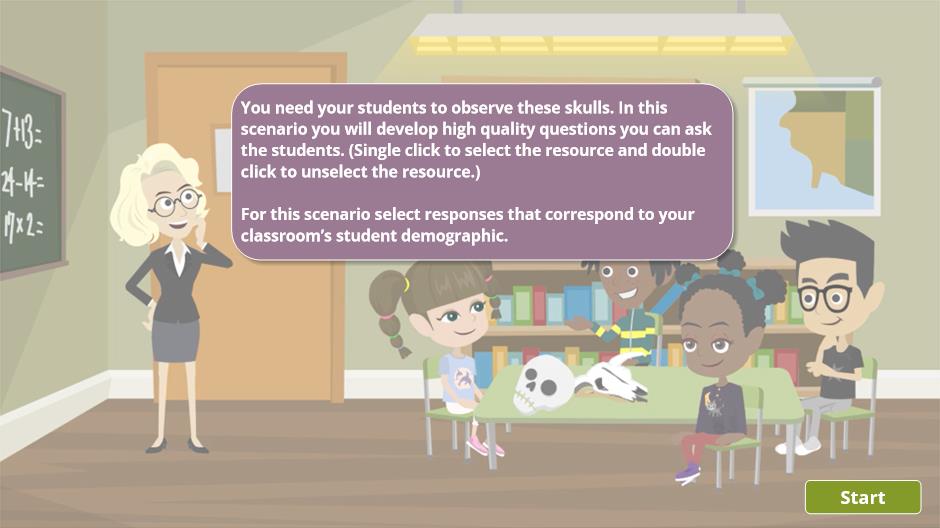 You need your students to observe these skulls. In this
scenario you will develop high quality questions you can ask
the students. (Single click to select the resource and double
click to unselect the resource.)
For this scenario select responses that correspond to your
classroom’s student demographic.
7+13=
24-14=
17x2=
Start